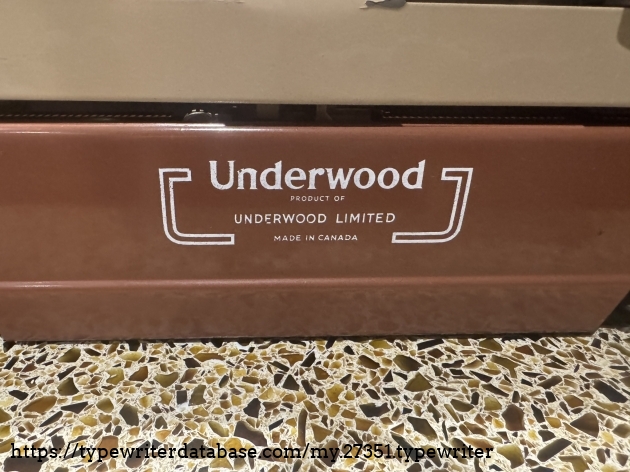 Underwood
PRODUCT OF
UNDERWOOD LIMITED
MADE IN CANADA
https://typewriterdatabase.com/my.27351.typewriter